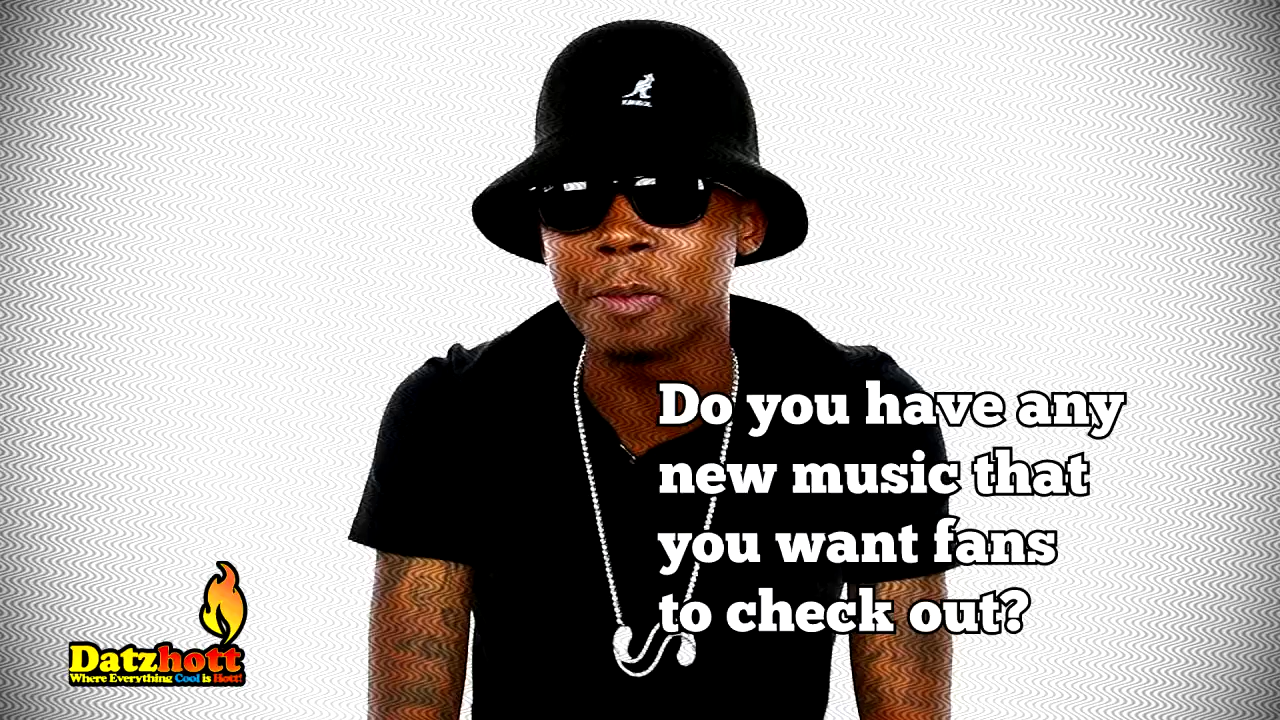 KANGOL
Do you have any
new music that
you want fans
to check out?
Datzhott
Where Everything Cool is Hott!